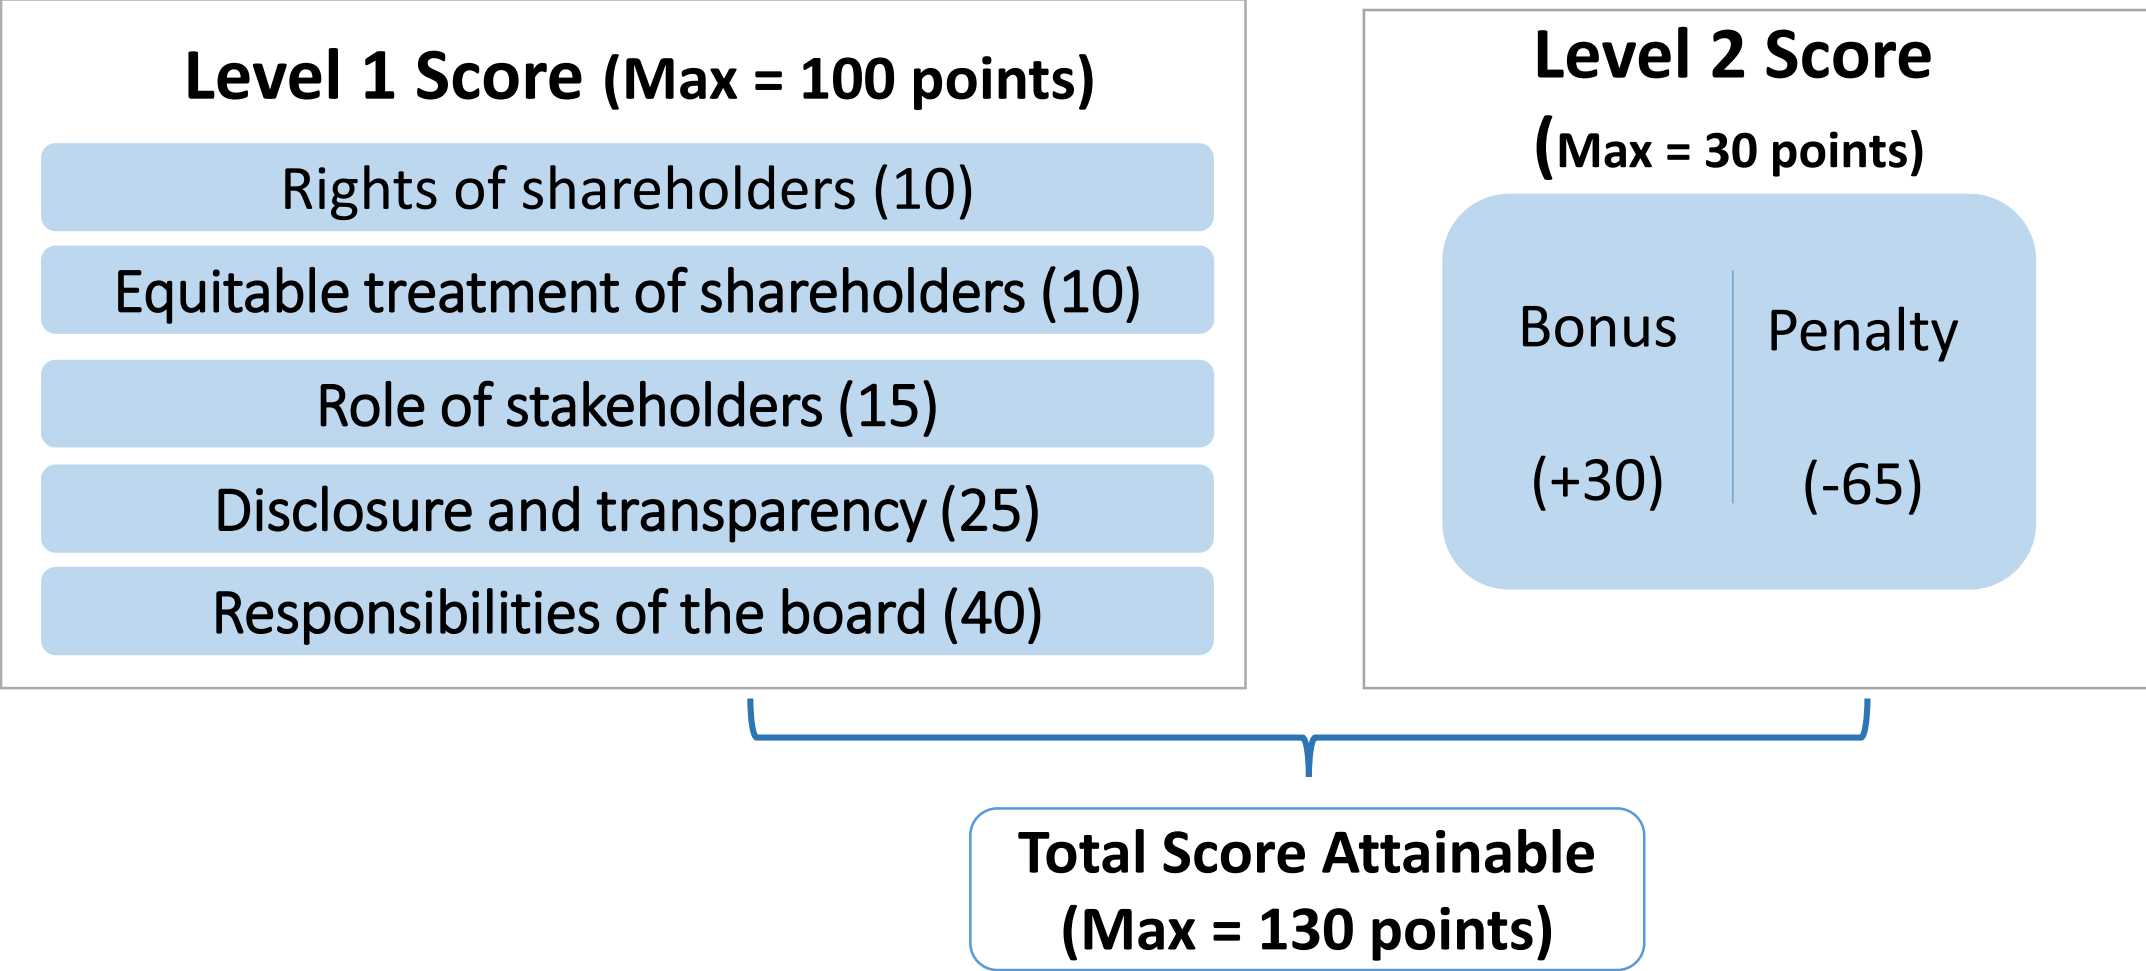 Level 1 Score (Max = 100 points)
Rights of shareholders (10)
Equitable treatment of shareholders (10)
Role of stakeholders (15)
Disclosure and transparency (25)
Responsibilities of the board (40)
Level 2 Score
(Max = 30 points)
Bonus
Penalty
(+30)
(-65)
Total Score Attainable
(Max = 130 points)